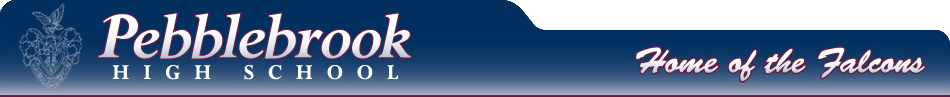 Pebblebrook
HIGH SCHOOL
Home of the Falcons